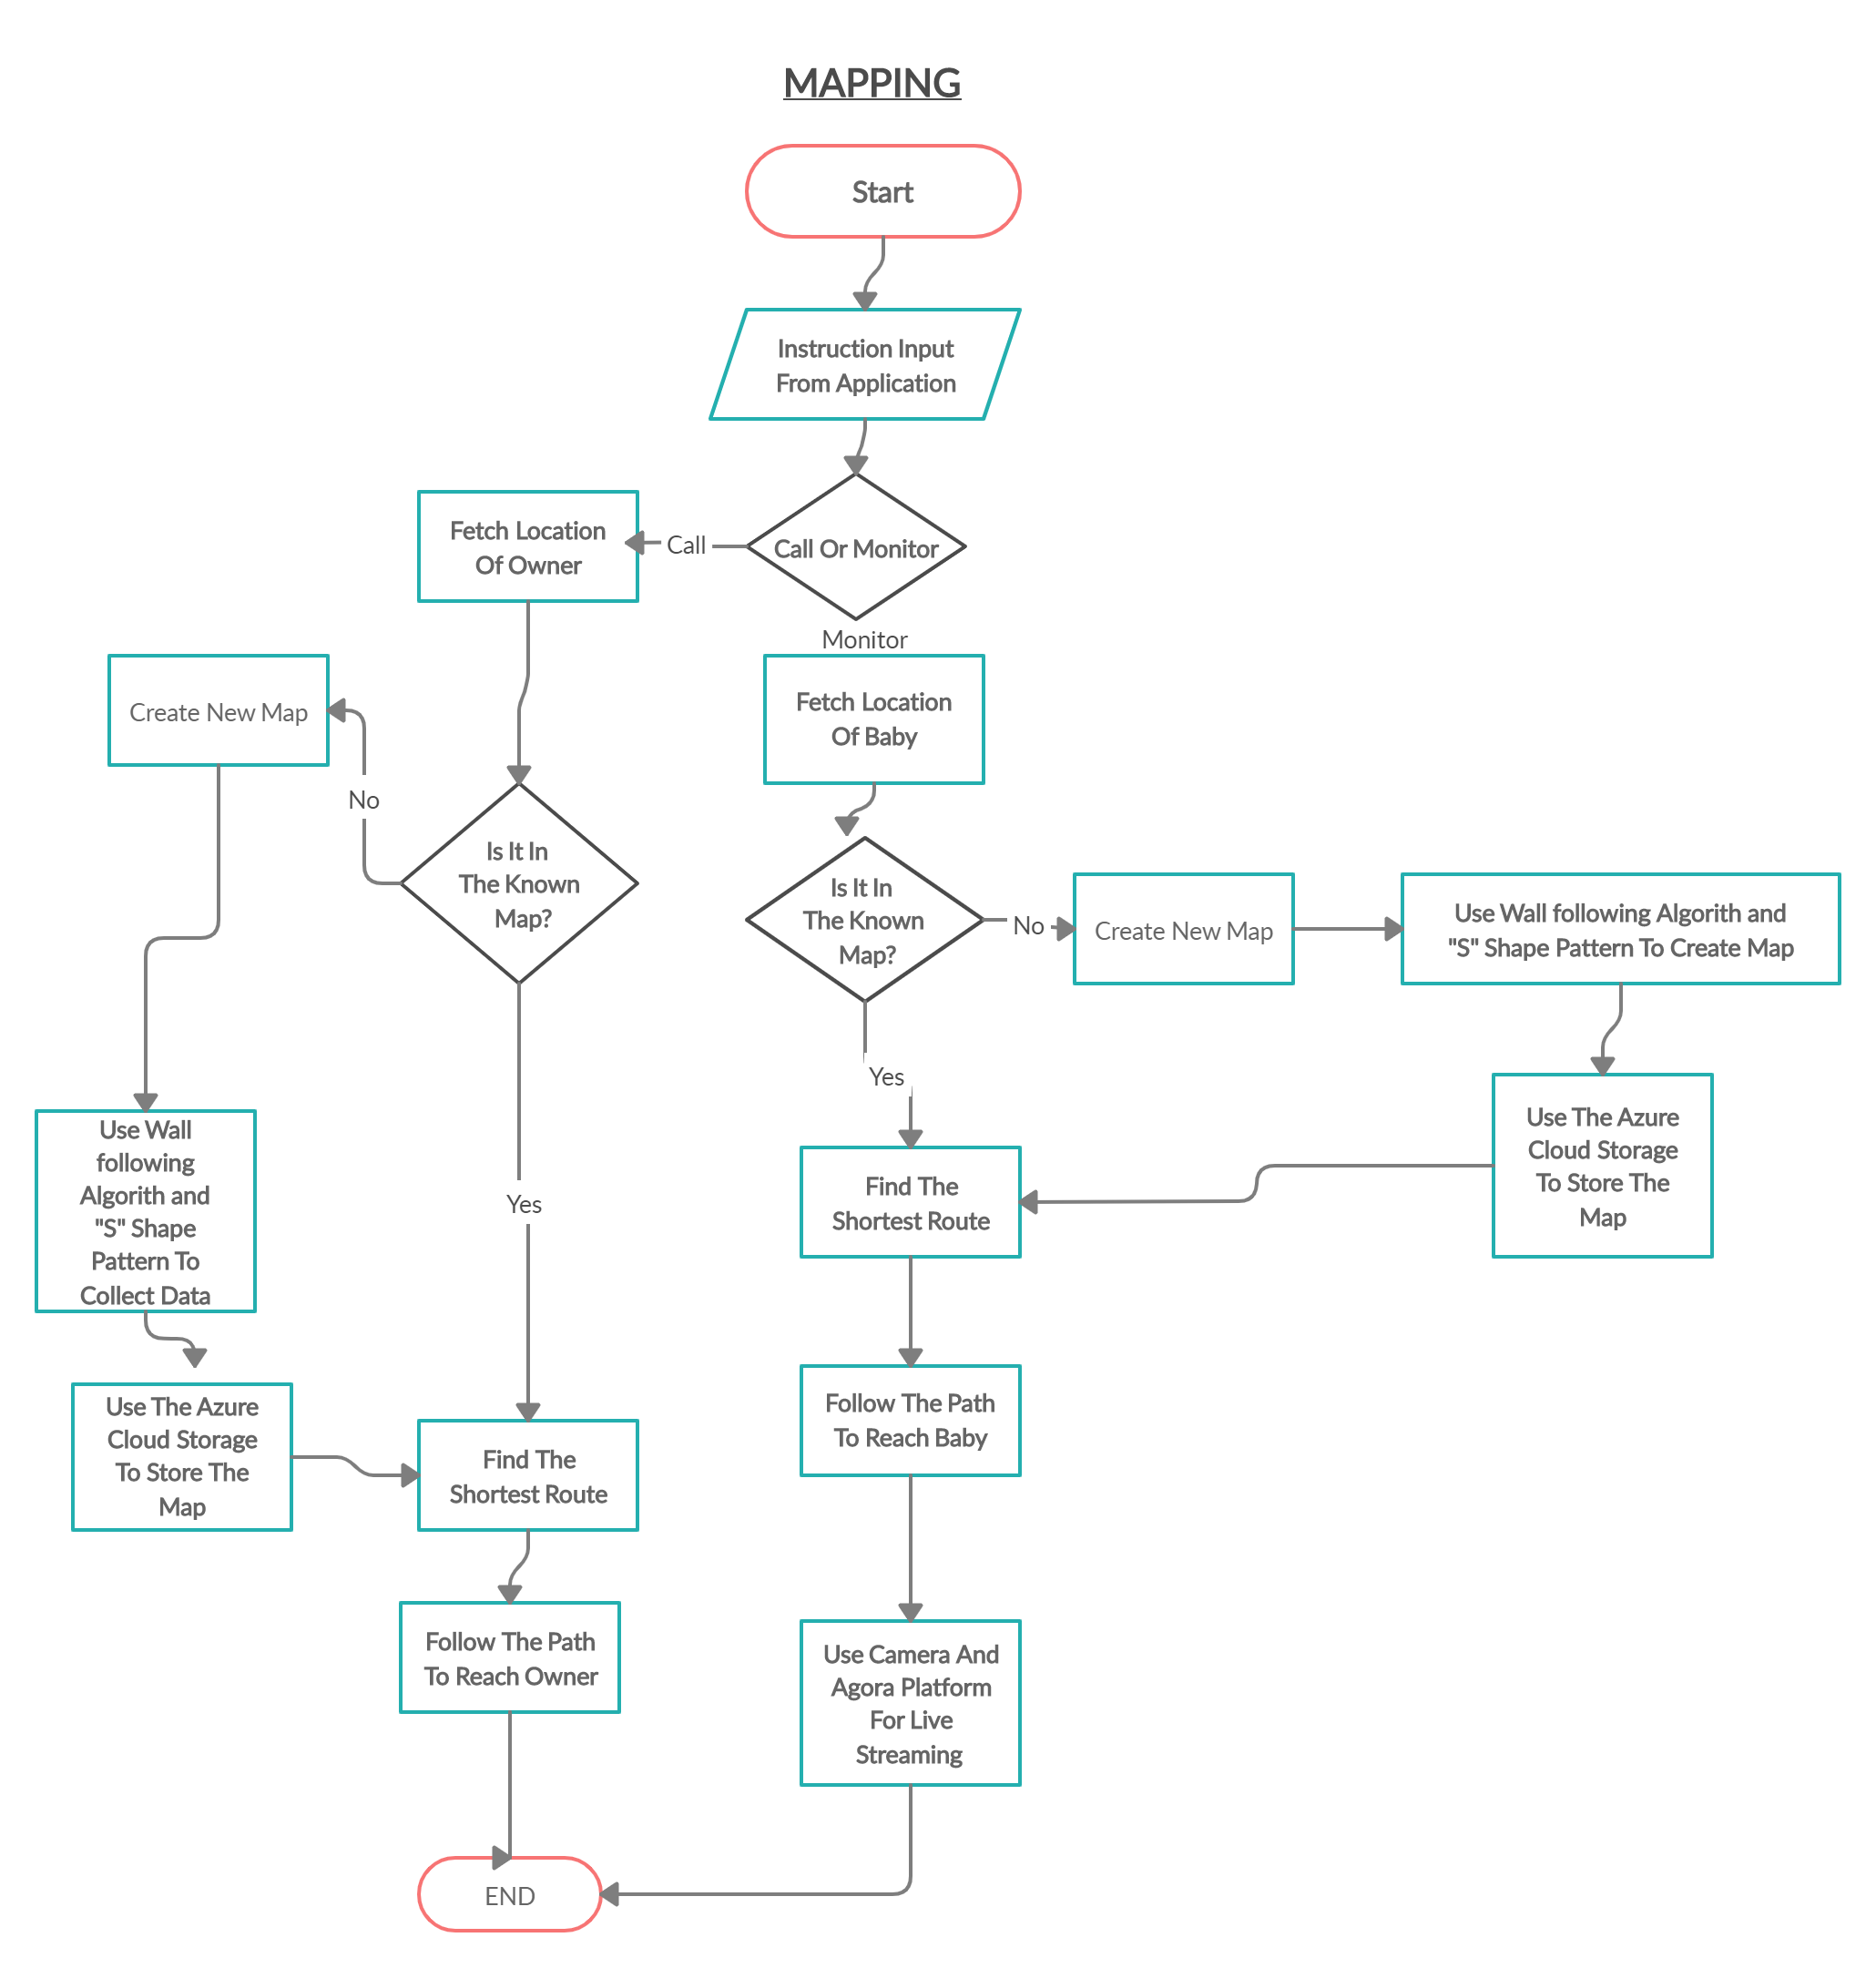 MAPPING
Start
Instruction Input
From Application
Call Or Monitor
Call
Fetch Location
Of Owner
Monitor
Fetch Location
Of Baby
Create New Map
No
Is It In
The Known
Map?
Is It In
The Known
Map?
No
Create New Map
Use Wall following Algorith and
"S" Shape Pattern To Create Map
Yes
Use Wall
following
Algorith and
"S" Shape
Pattern To
Collect Data
Yes
Find The
Shortest Route
Use The Azure
Cloud Storage
To Store The
Map
Use The Azure
Cloud Storage
To Store The
Map
Find The
Shortest Route
Follow The Path
To Reach Baby
Follow The Path
To Reach Owner
Use Camera And
Agora Platform
For Live
Streaming
END